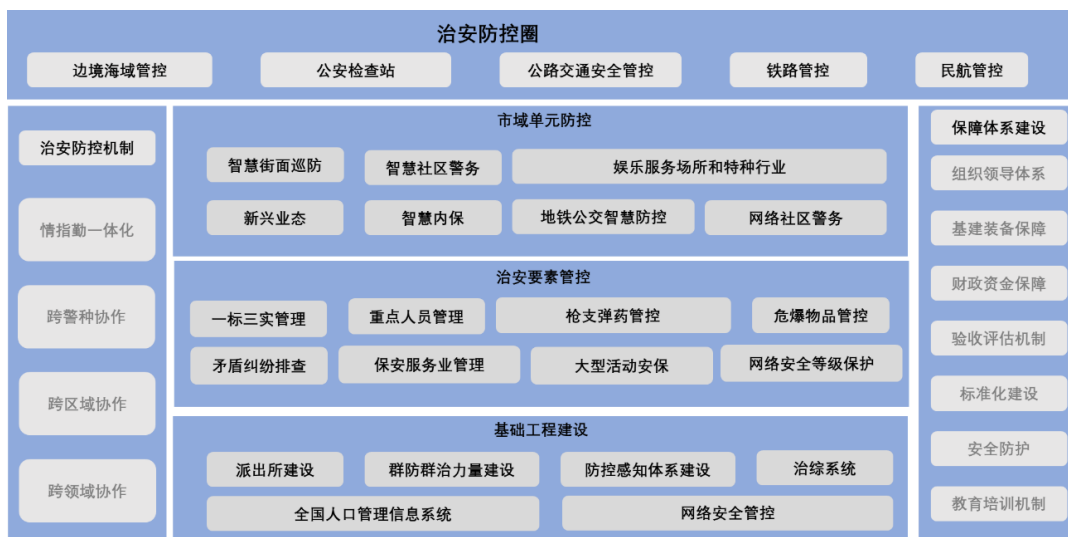 治安防控圈
边境海域管控
公安检查站
公路交通安全管控
铁路管控
民航管控
治安防控机制
情指勤一体化
跨警种协作
跨区域协作
跨领域协作
市域单元防控
智慧街面巡防
智慧社区警务
娱乐服务场所和特种行业
新兴业态
智慧内保
地铁公交智慧防控
网络社区警务
治安要素管控
一标三实管理
重点人员管理
枪支弹药管控
危爆物品管控
矛盾纠纷排查
保安服务业管理
大型活动安保
网络安全等级保护
基础工程建设
派出所建设
群防群治力量建设
防控感知体系建设
治综系统
全国人口管理信息系统
网络安全管控
保障体系建设
组织领导体系
基建装备保障
财政资金保障
验收评估机制
标准化建设
安全防护
教育培训机制